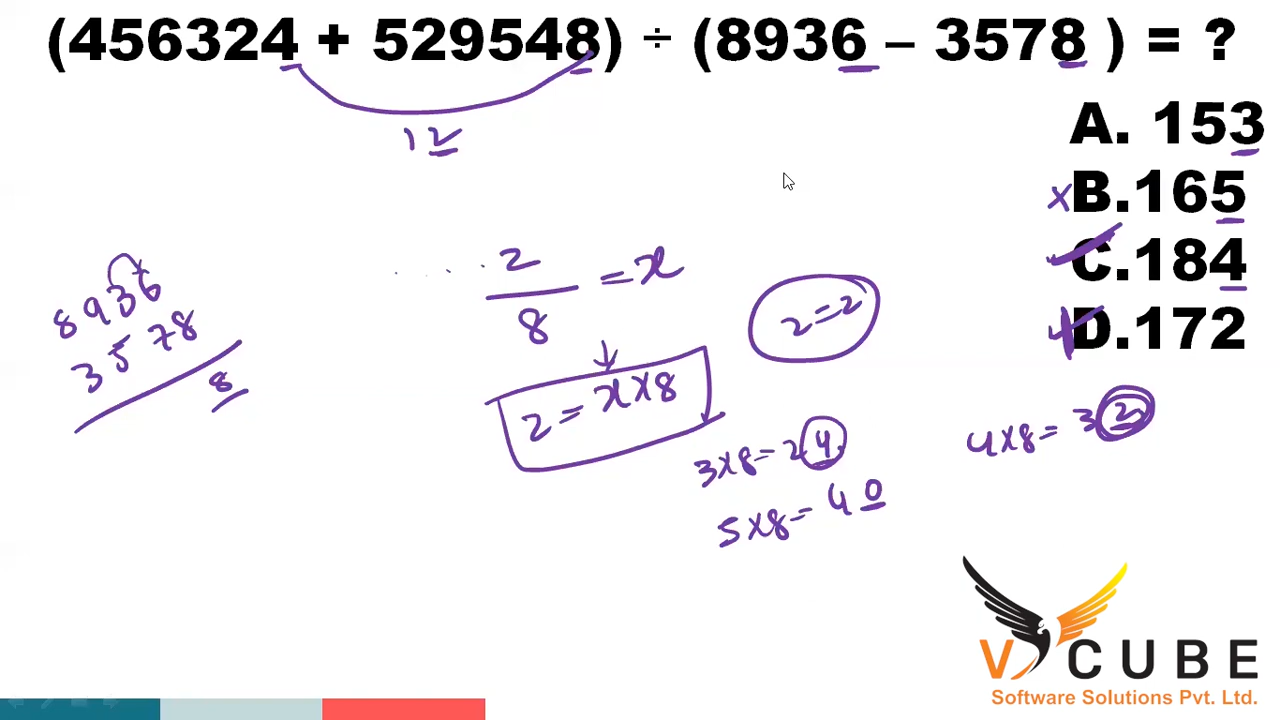 (456324 + 529548) ÷ (8936 – 3578 ) = ?
12
A. 153
B.165
C.184
D.172
8936
3578
8
2
8
= x
2 = x×8
2=2
3×8=24
5×8=40
4×8=32
V CUBE
Software Solutions Pvt. Ltd.